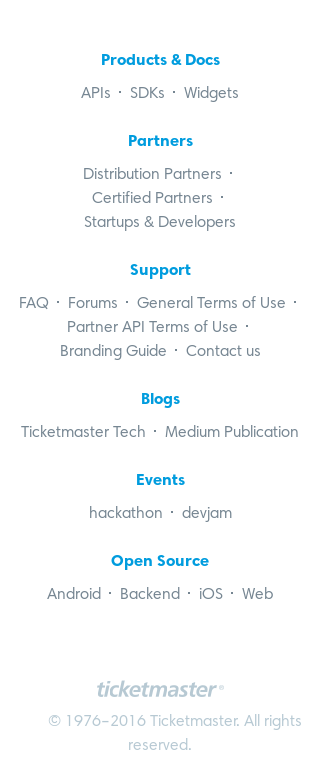 Products & Docs
APIs · SDKs · Widgets
Partners
Distribution Partners ·
Certified Partners ·
Startups & Developers
Support
FAQ · Forums · General Terms of Use ·
Partner API Terms of Use ·
Branding Guide · Contact us
Blogs
Ticketmaster Tech · Medium Publication
Events
hackathon · devjam
Open Source
Android · Backend · iOS · Web
ticketmaster®
© 1976–2016 Ticketmaster. All rights
reserved.